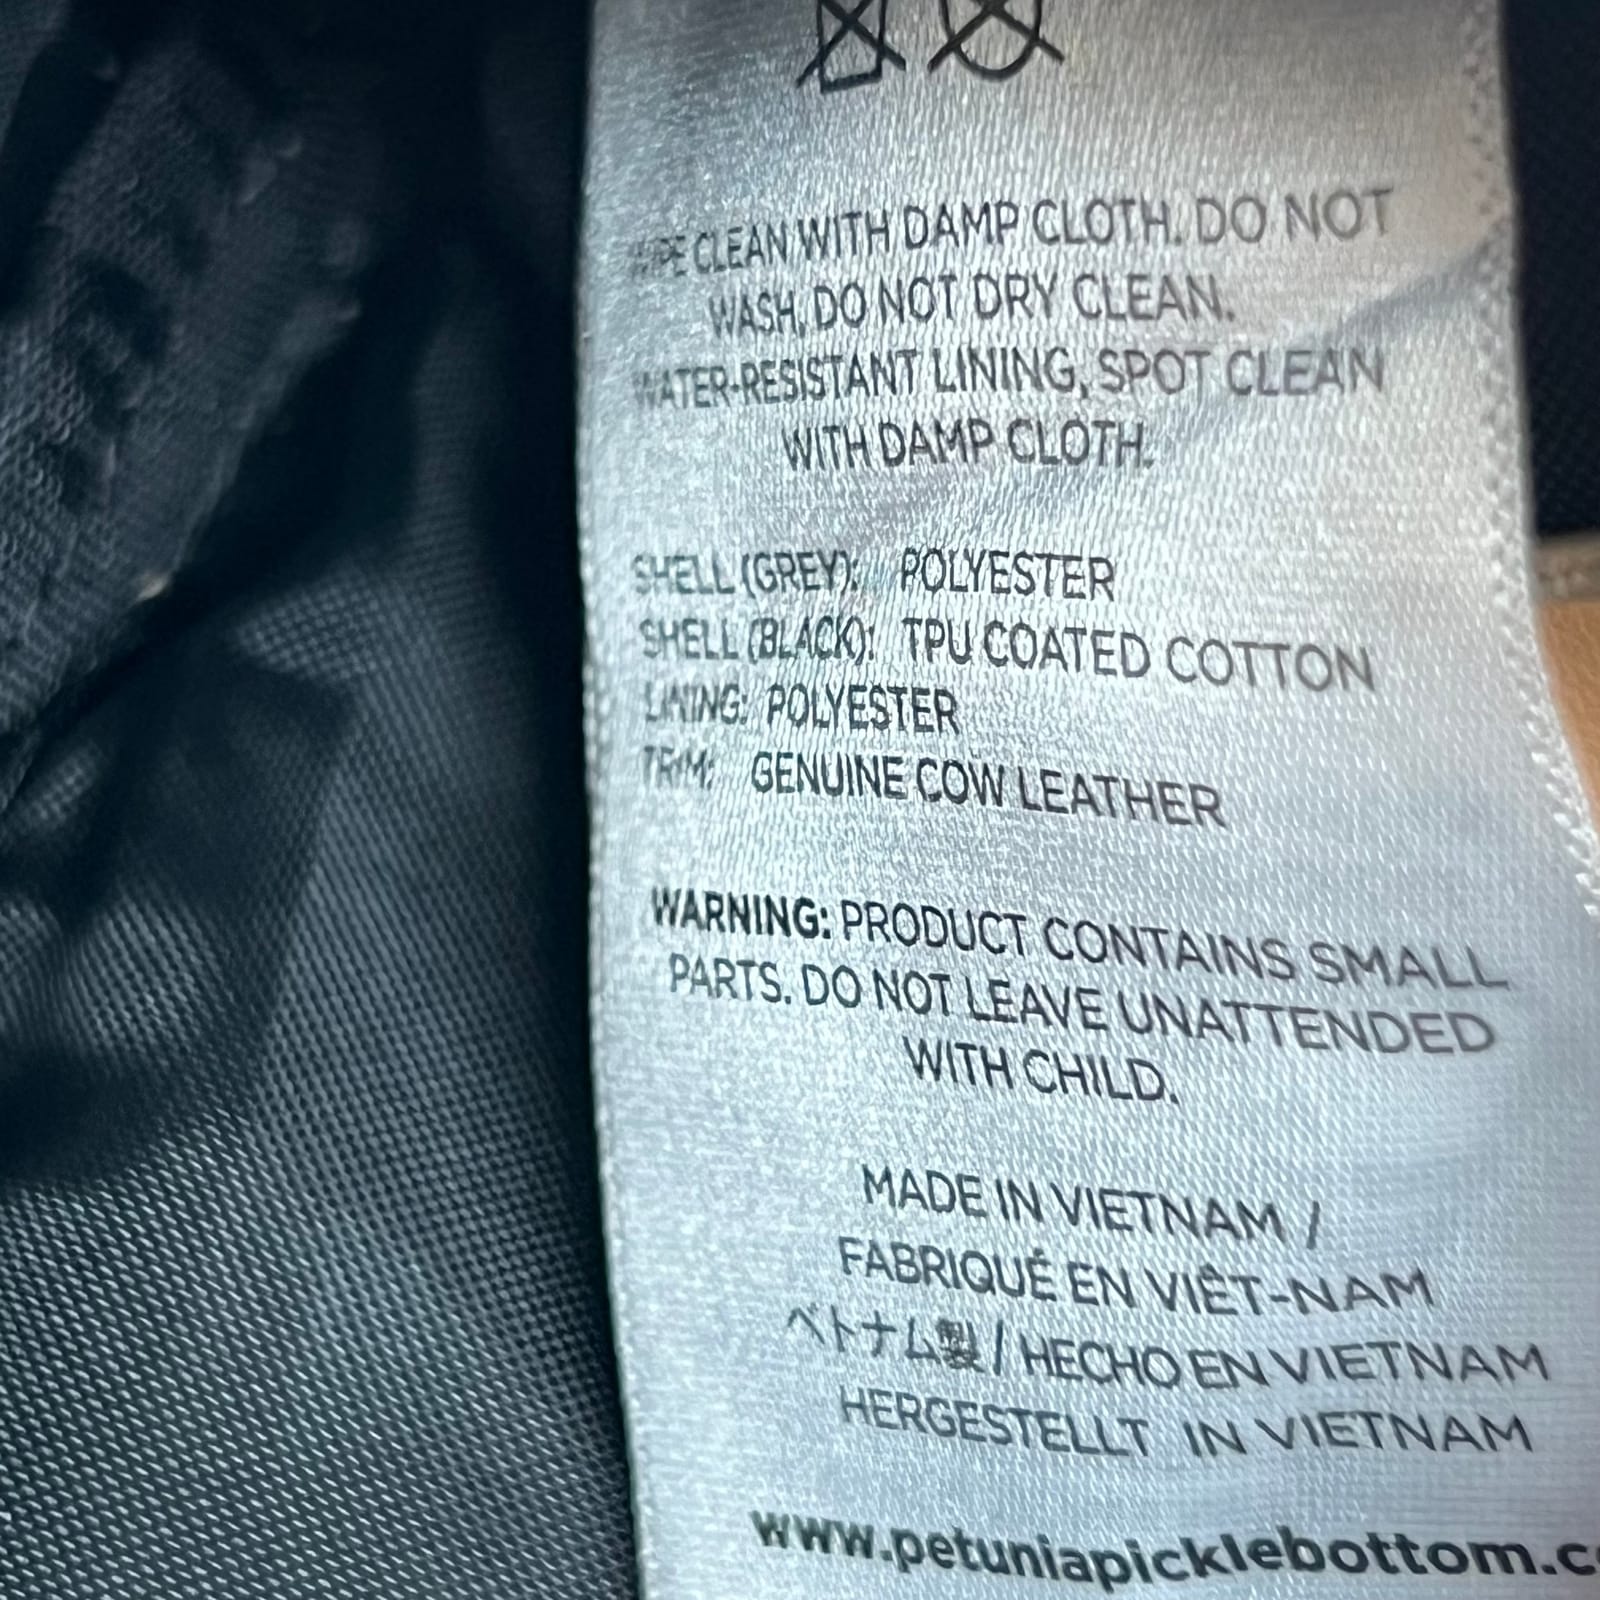 WIPE CLEAN WITH DAMP CLOTH. DO NOT
WASH, DO NOT DRY CLEAN.
WATER-RESISTANT LINING, SPOT CLEAN
WITH DAMP CLOTH.
SHELL (GREY): POLYESTER
SHELL (BLACK): TPU COATED COTTON
LINING: POLYESTER
TRIM: GENUINE COW LEATHER
WARNING: PRODUCT CONTAINS SMALL
PARTS. DO NOT LEAVE UNATTENDED
WITH CHILD.
MADE IN VIETNAM /
FABRIQUÉ EN VIÊT-NAM
ベトナム製 / HECHO EN VIETNAM
HERGESTELLT IN VIETNAM
www.petuniapicklebottom.c